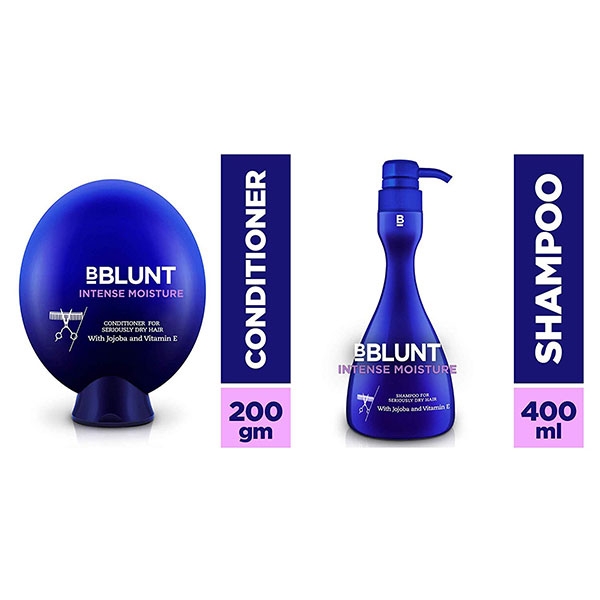 BBLUNT
INTENSE MOISTURE
CONDITIONER FOR
SERIOUSLY DRY HAIR
With Jojoba and Vitamin E
CONDITIONER
200
gm
B
BBLUNT
INTENSE MOISTURE
SHAMPOO FOR
SERIOUSLY DRY HAIR
With Jojoba and Vitamin E
SHAMPOO
400
ml